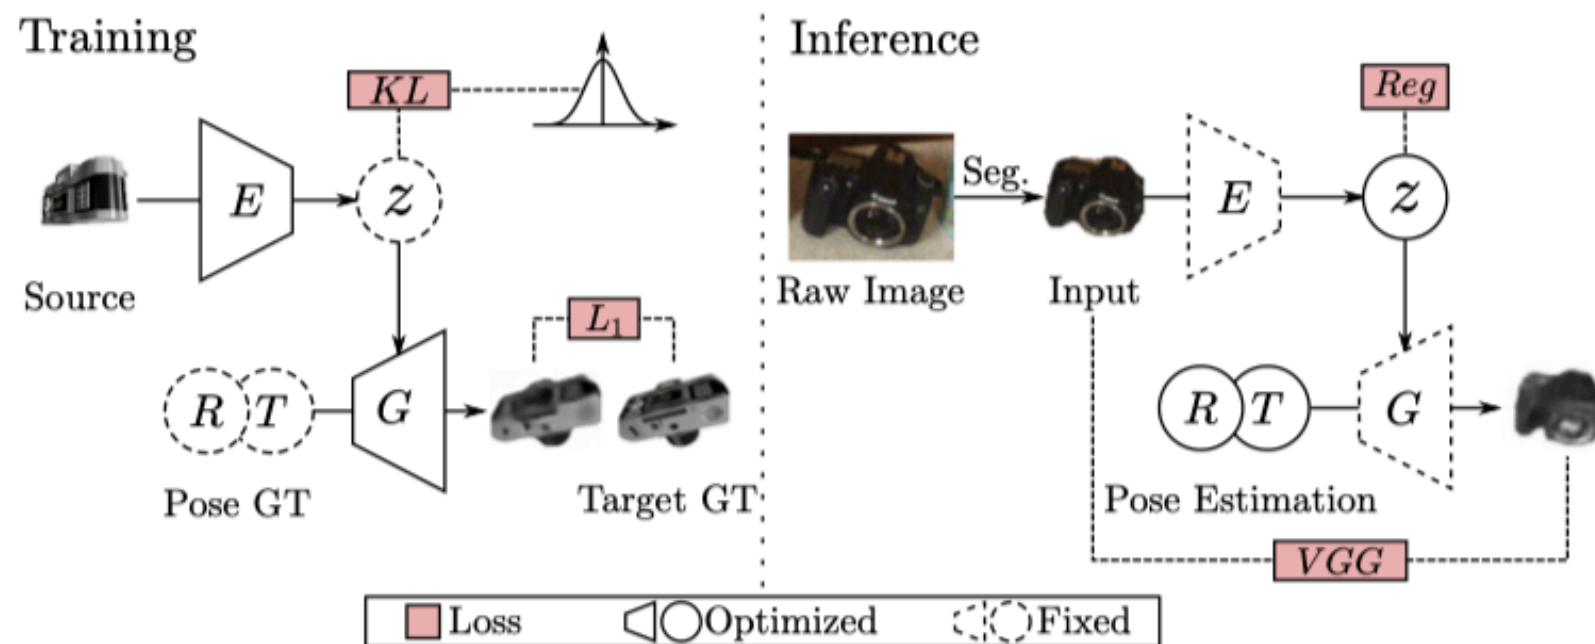 Training
KL
E
z
Source
L₁
R T
G
Pose GT
Target GT
Inference
Reg
Seg.
E
z
Raw Image
Input
R T
G
Pose Estimation
VGG
Loss
Optimized
Fixed